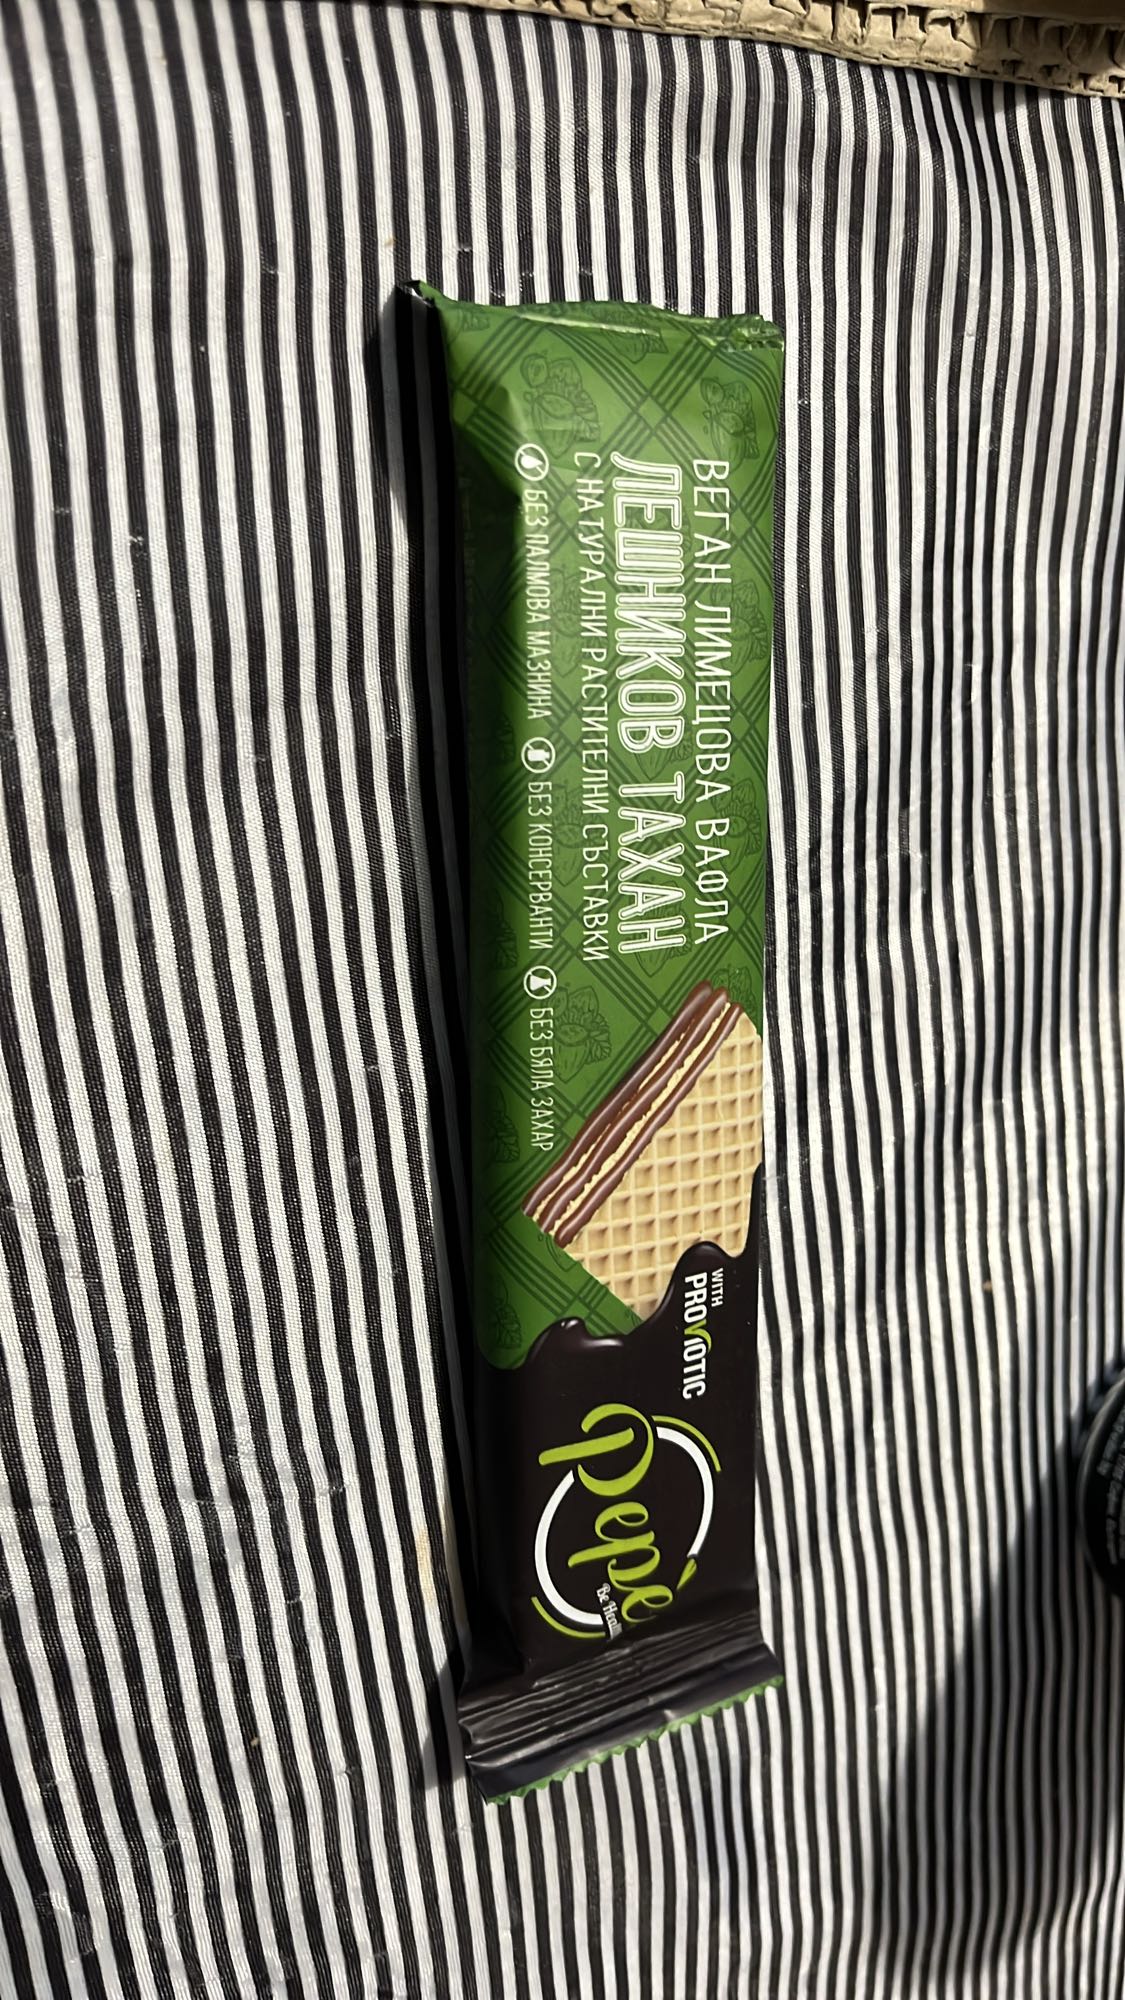 WITH
PROVIOTIC
Pepe
ВЕГАН ЛИМЕЦОВА ВАФЛА
ЛЕШНИКОВ ТАХАН
С НАТУРАЛНИ РАСТИТЕЛНИ СЪСТАВКИ
БЕЗ ПАЛМОВА МАЗНИНА БЕЗ КОНСЕРВАНТИ БЕЗ БЯЛА ЗАХАР
Be